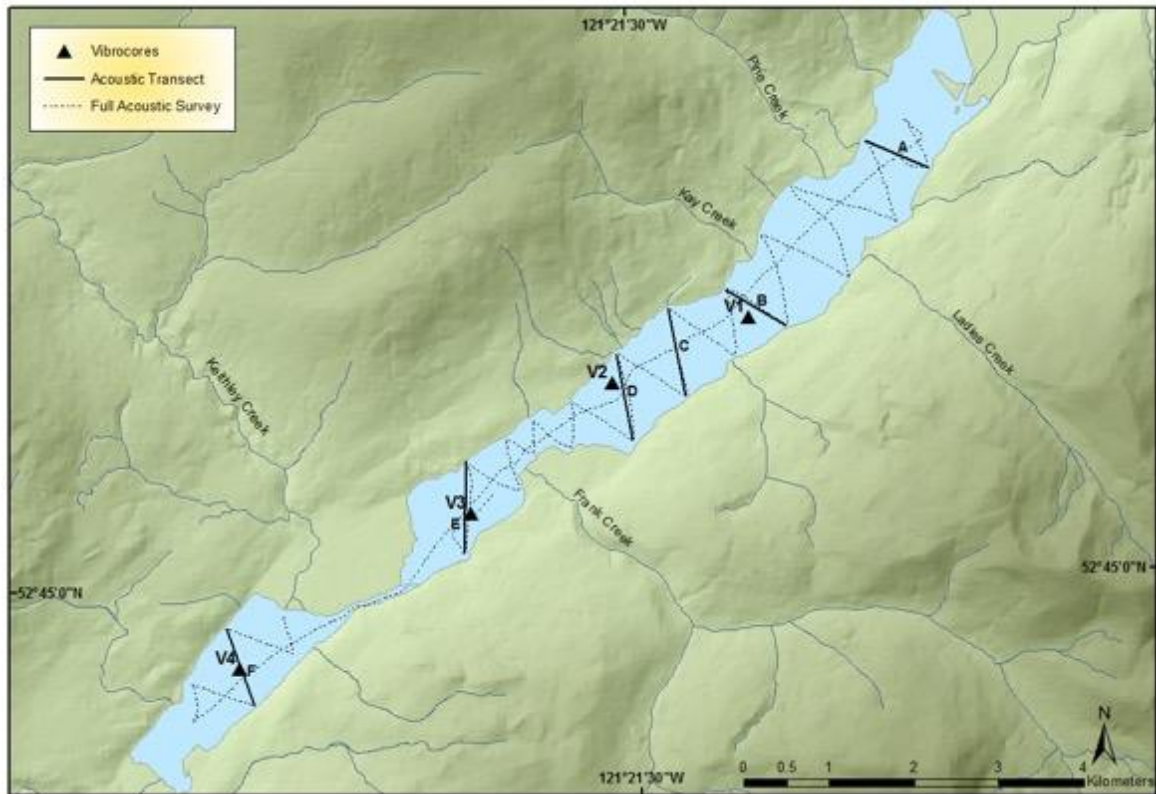 121°21'30"W
Vibrocores
Acoustic Transect
Full Acoustic Survey
Pine Creek
A
Kay Creek
B
V1
Ladies Creek
C
V2
D
Keithley Creek
V3
E
Frank Creek
52°45'0"N
52°45'0"N
V4
F
N
121°21'30"W
0 0.5 1 2 3 4
Kilometers